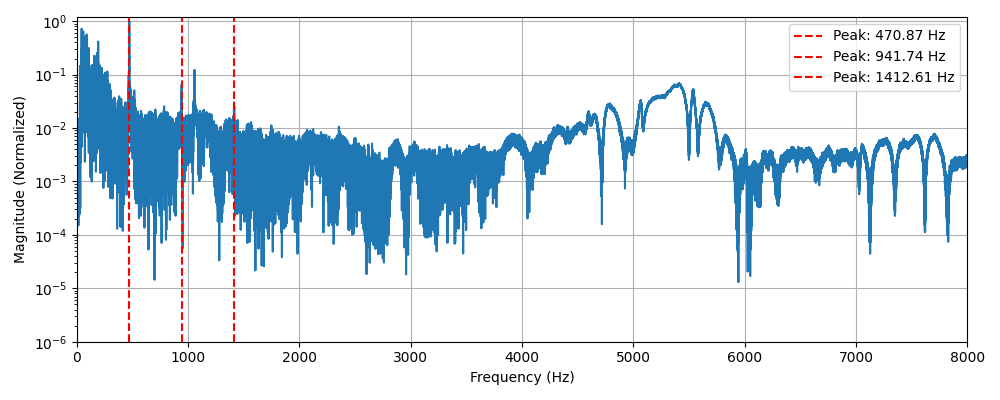 10⁰
10⁻¹
10⁻²
10⁻³
10⁻⁴
10⁻⁵
10⁻⁶
Magnitude (Normalized)
Peak: 470.87 Hz
Peak: 941.74 Hz
Peak: 1412.61 Hz
0 1000 2000 3000 4000 5000 6000 7000 8000
Frequency (Hz)